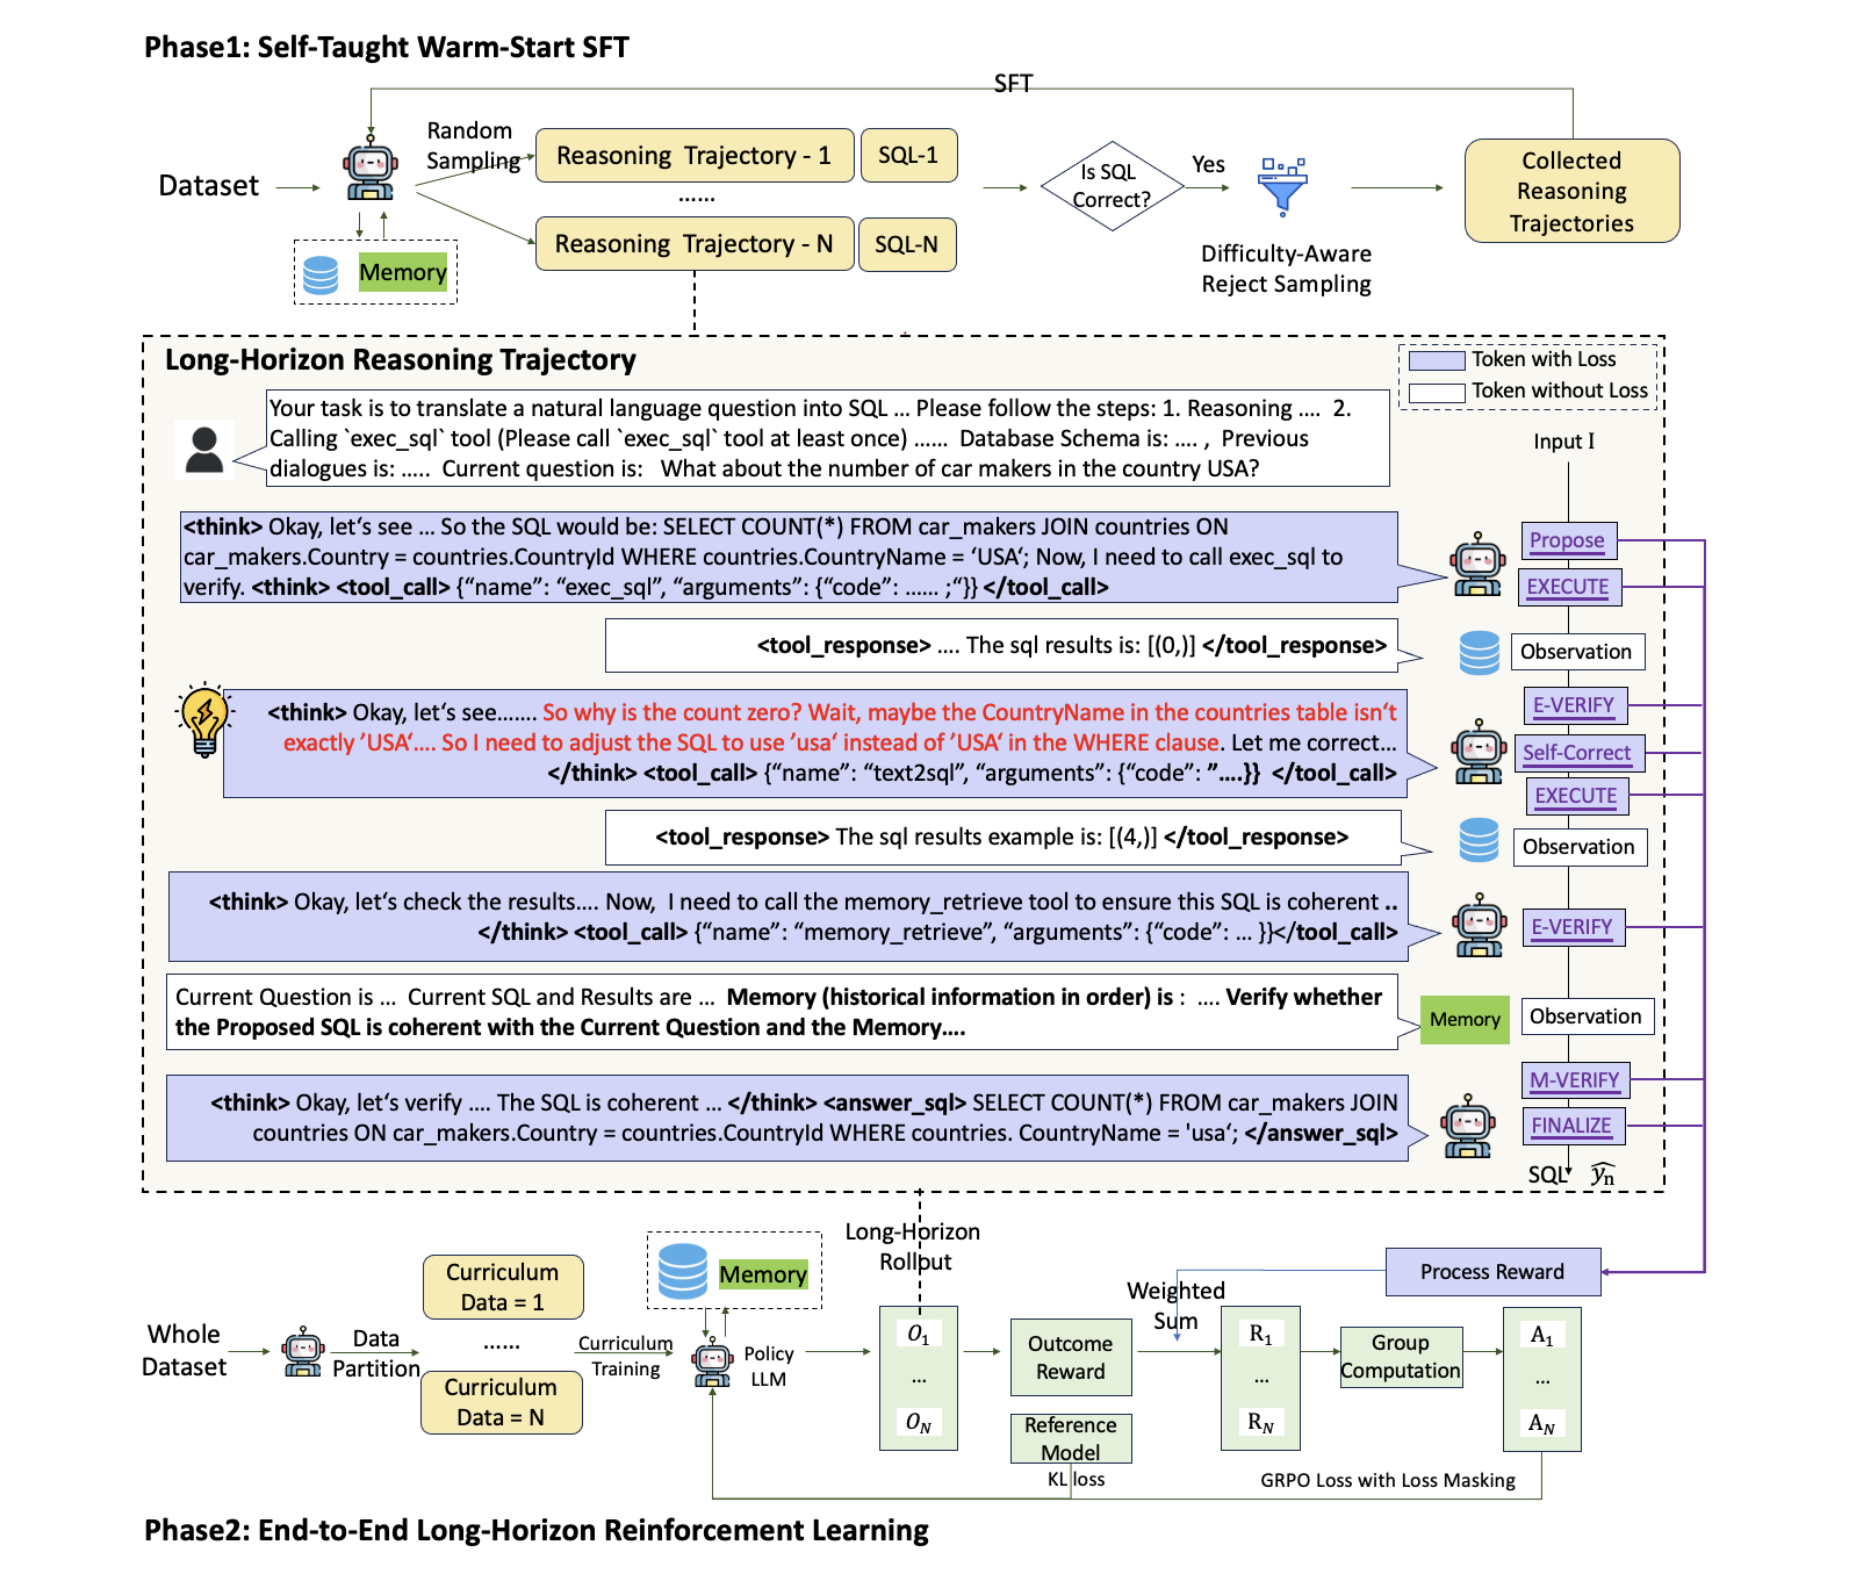 Phase1: Self-Taught Warm-Start SFT
SFT
Dataset
Random
Sampling
Reasoning Trajectory - 1
SQL-1
......
Reasoning Trajectory - N
SQL-N
Memory
Is SQL
Correct?
Yes
Difficulty-Aware
Reject Sampling
Collected
Reasoning
Trajectories
Long-Horizon Reasoning Trajectory
Token with Loss
Token without Loss
Your task is to translate a natural language question into SQL ... Please follow the steps: 1. Reasoning .... 2.
Calling `exec_sql` tool (Please call `exec_sql` tool at least once) ...... Database Schema is: .... , Previous
dialogues is: ..... Current question is: What about the number of car makers in the country USA?
Input I
<think> Okay, let‘s see ... So the SQL would be: SELECT COUNT(*) FROM car_makers JOIN countries ON
car_makers.Country = countries.CountryId WHERE countries.CountryName = ‘USA‘; Now, I need to call exec_sql to
verify. <think> <tool_call> {“name”: “exec_sql”, “arguments”: {“code”: ...... ;“}} </tool_call>
Propose
EXECUTE
<tool_response> .... The sql results is: [(0,)] </tool_response>
Observation
<think> Okay, let’s see....... So why is the count zero? Wait, maybe the CountryName in the countries table isn‘t
exactly ’USA‘.... So I need to adjust the SQL to use ’usa‘ instead of ’USA‘ in the WHERE clause. Let me correct...
</think> <tool_call> {“name”: “text2sql”, “arguments”: {“code”: ”....}} </tool_call>
E-VERIFY
Self-Correct
EXECUTE
<tool_response> The sql results example is: [(4,)] </tool_response>
Observation
<think> Okay, let‘s check the results.... Now, I need to call the memory_retrieve tool to ensure this SQL is coherent ..
</think> <tool_call> {“name”: “memory_retrieve”, “arguments”: {“code”: ... }}</tool_call>
E-VERIFY
Current Question is ... Current SQL and Results are ... Memory (historical information in order) is : .... Verify whether
the Proposed SQL is coherent with the Current Question and the Memory....
Memory
Observation
<think> Okay, let’s verify .... The SQL is coherent ... </think> <answer_sql> SELECT COUNT(*) FROM car_makers JOIN
countries ON car_makers.Country = countries.CountryId WHERE countries. CountryName = 'usa‘; </answer_sql>
M-VERIFY
FINALIZE
SQL ŷn
Whole
Dataset
Data
Partition
Curriculum
Data = 1
......
Curriculum
Data = N
Curriculum
Training
Memory
Policy
LLM
Long-Horizon
Rollout
O1
...
ON
Outcome
Reward
Reference
Model
KL loss
Weighted
Sum
Process Reward
R1
...
RN
Group
Computation
A1
...
AN
GRPO Loss with Loss Masking
Phase2: End-to-End Long-Horizon Reinforcement Learning